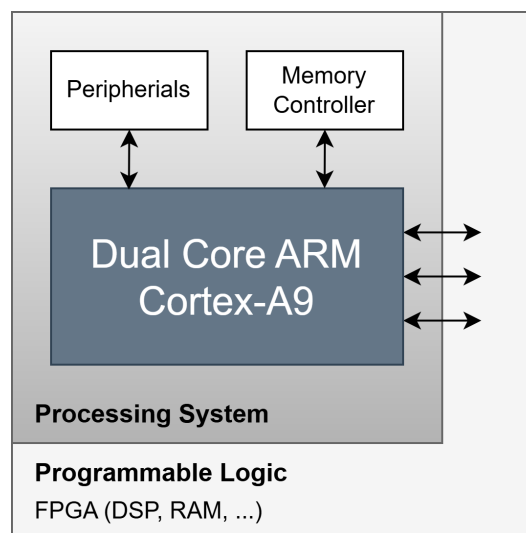 Peripherials
Memory
Controller
Dual Core ARM
Cortex-A9
Processing System
Programmable Logic
FPGA (DSP, RAM, ...)